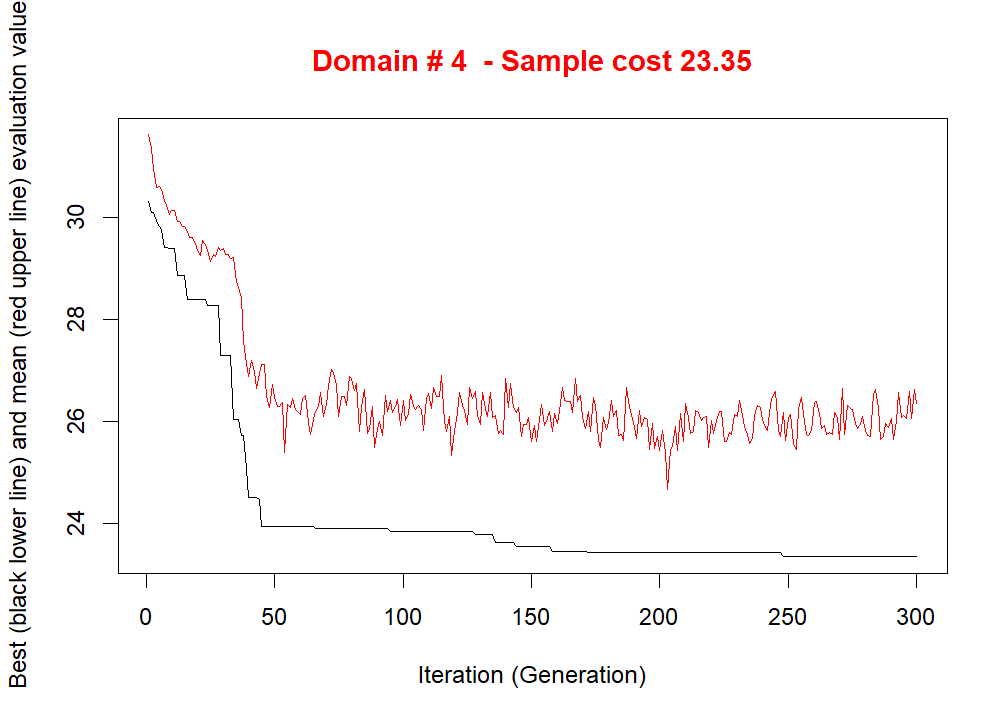 Domain # 4  - Sample cost 23.35
Best (black lower line) and mean (red upper line) evaluation value
30
28
26
24
0 50 100 150 200 250 300
Iteration (Generation)